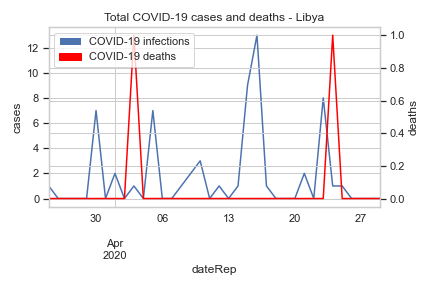 Total COVID-19 cases and deaths - Libya
COVID-19 infections
COVID-19 deaths
cases
12
10
8
6
4
2
0
deaths
1.0
0.8
0.6
0.4
0.2
0.0
30
06
13
20
27
Apr
2020
dateRep